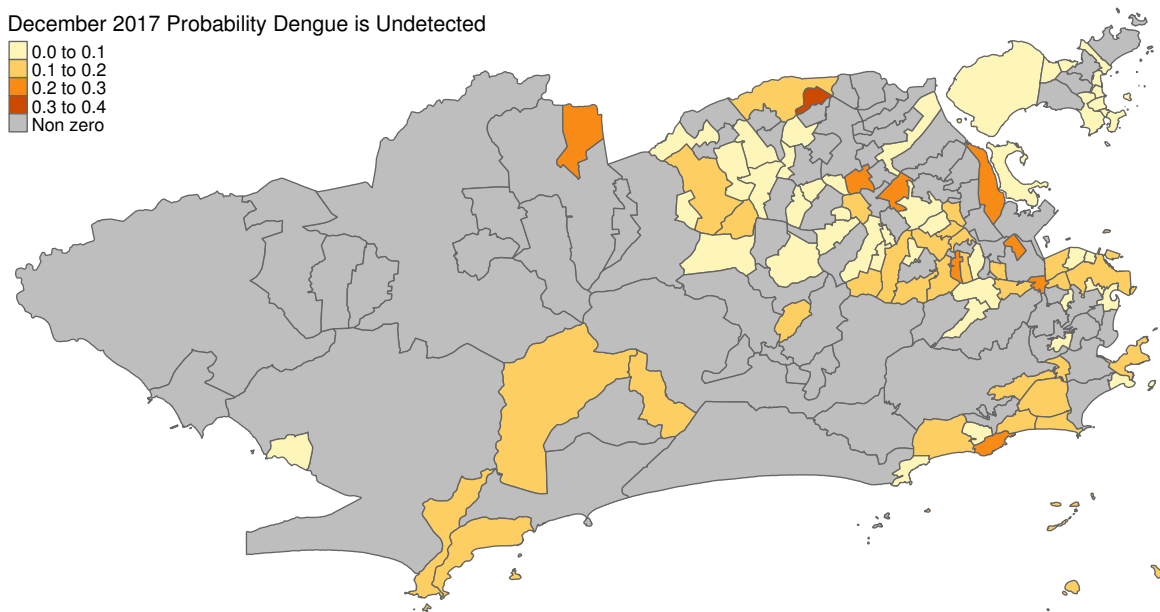 December 2017 Probability Dengue is Undetected
0.0 to 0.1
0.1 to 0.2
0.2 to 0.3
0.3 to 0.4
Non zero